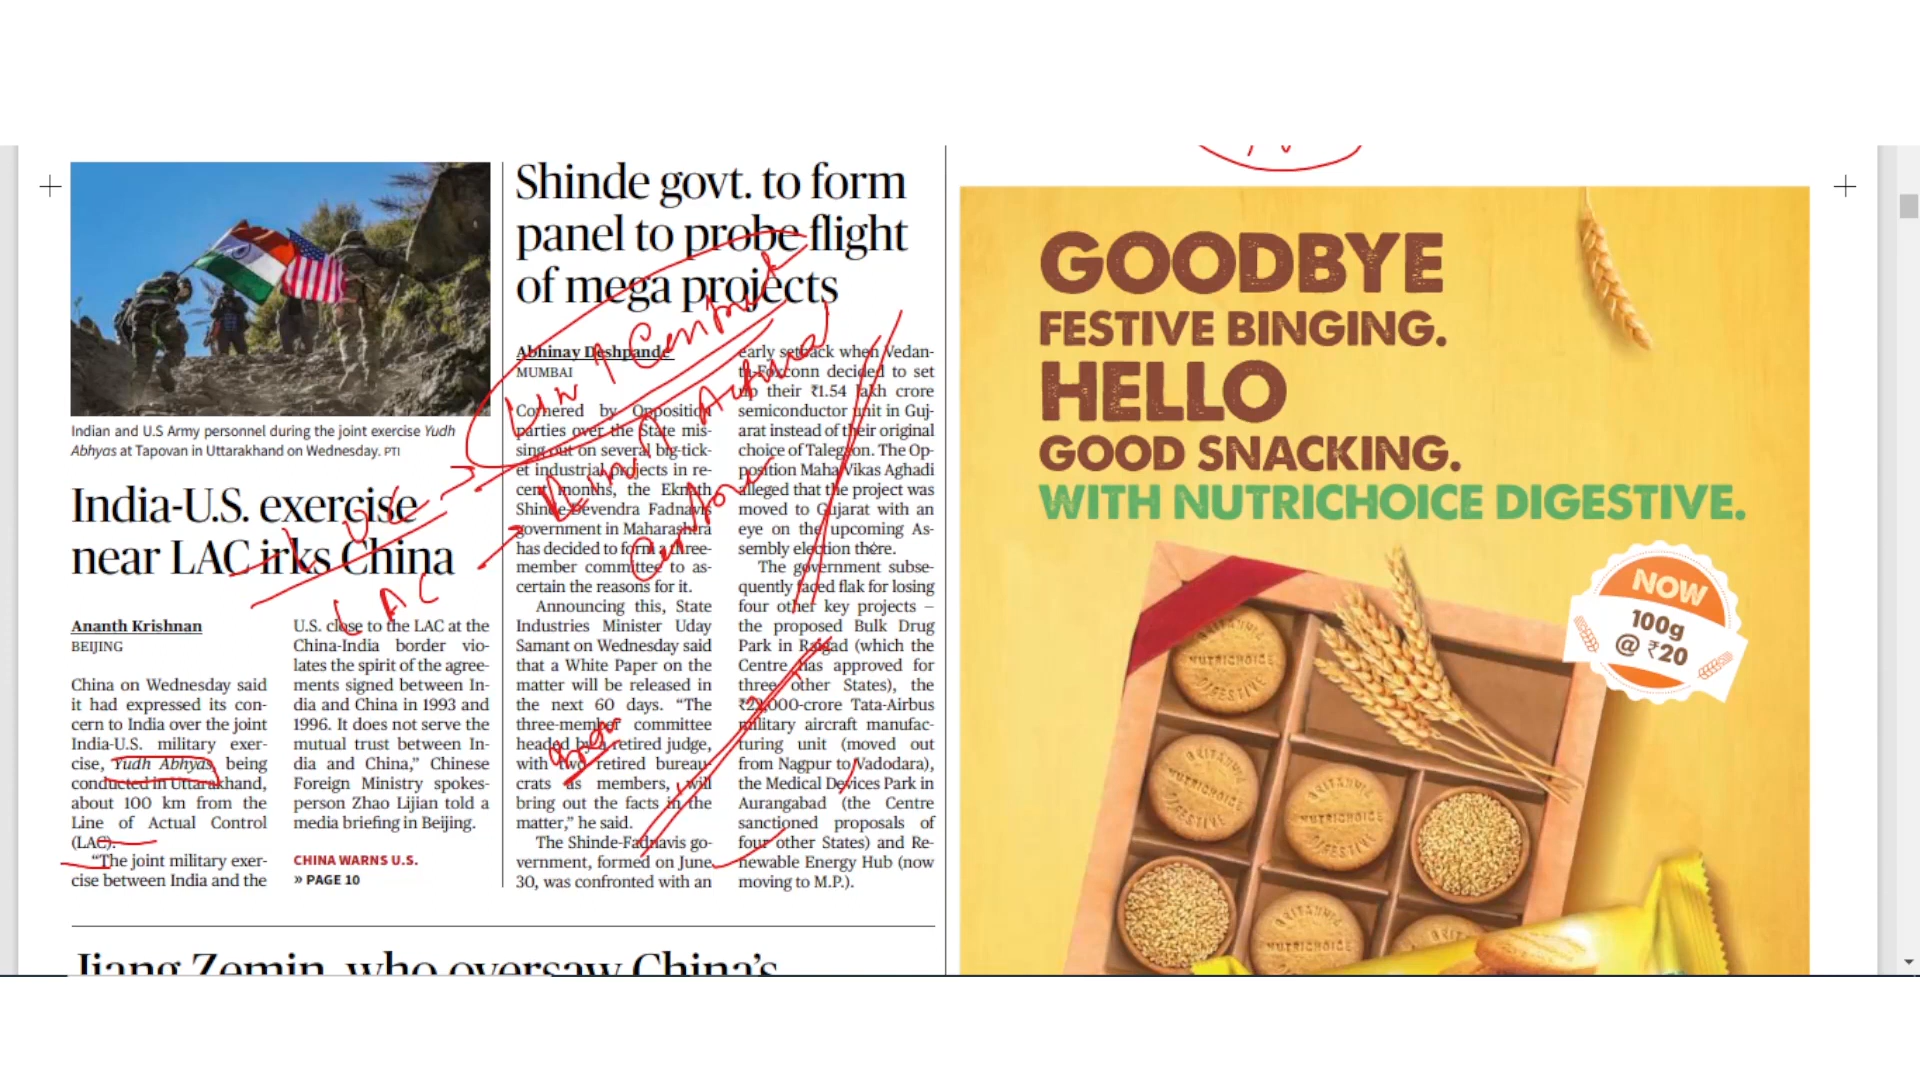 Indian and U.S Army personnel during the joint exercise Yudh
Abhyas at Tapovan in Uttarakhand on Wednesday. PTI
India-U.S. exercise
near LAC irks China
Ananth Krishnan
BEIJING
China on Wednesday said
it had expressed its con-
cern to India over the joint
India-U.S. military exer-
cise, Yudh Abhyas, being
conducted in Uttarakhand,
about 100 km from the
Line of Actual Control
(LAC).
“The joint military exer-
cise between India and the
U.S. close to the LAC at the
China-India border vio-
lates the spirit of the agree-
ments signed between In-
dia and China in 1993 and
1996. It does not serve the
mutual trust between In-
dia and China,” Chinese
Foreign Ministry spokes-
person Zhao Lijian told a
media briefing in Beijing.
CHINA WARNS U.S.
» PAGE 10
LOC
LAC
Shinde govt. to form
panel to probe flight
of mega projects
Abhinay Deshpande
MUMBAI
Cornered by Opposition
parties over the State mis-
sing out on several big-tick-
et industrial projects in re-
cent months, the Eknath
Shinde-Devendra Fadnavis
government in Maharashtra
has decided to form a three-
member committee to as-
certain the reasons for it.
Announcing this, State
Industries Minister Uday
Samant on Wednesday said
that a White Paper on the
matter will be released in
the next 60 days. “The
three-member committee
headed by a retired judge,
with two retired bureau-
crats as members, will
bring out the facts in the
matter,” he said.
The Shinde-Fadnavis go-
vernment, formed on June
30, was confronted with an
early setback when Vedan-
ta-Foxconn decided to set
up their ₹1.54 lakh crore
semiconductor unit in Guj-
arat instead of their original
choice of Talegaon. The Op-
position Maha Vikas Aghadi
alleged that the project was
moved to Gujarat with an
eye on the upcoming As-
sembly election there.
The government subse-
quently faced flak for losing
four other key projects –
the proposed Bulk Drug
Park in Raigad (which the
Centre has approved for
three other States), the
₹22,000-crore Tata-Airbus
military aircraft manufac-
turing unit (moved out
from Nagpur to Vadodara),
the Medical Devices Park in
Aurangabad (the Centre
sanctioned proposals of
four other States) and Re-
newable Energy Hub (now
moving to M.P.).
Jiang Zemin, who oversaw China’s
GOODBYE
FESTIVE BINGING.
HELLO
GOOD SNACKING.
WITH NUTRICHOICE DIGESTIVE.
NOW
100g
@ ₹20
BRITANNIA
NUTRICHOICE
DIGESTIVE
BRITANNIA
NUTRICHOICE
DIGESTIVE
BRITANNIA
NUTRICHOICE
DIGESTIVE
BRITANNIA
NUTRICHOICE